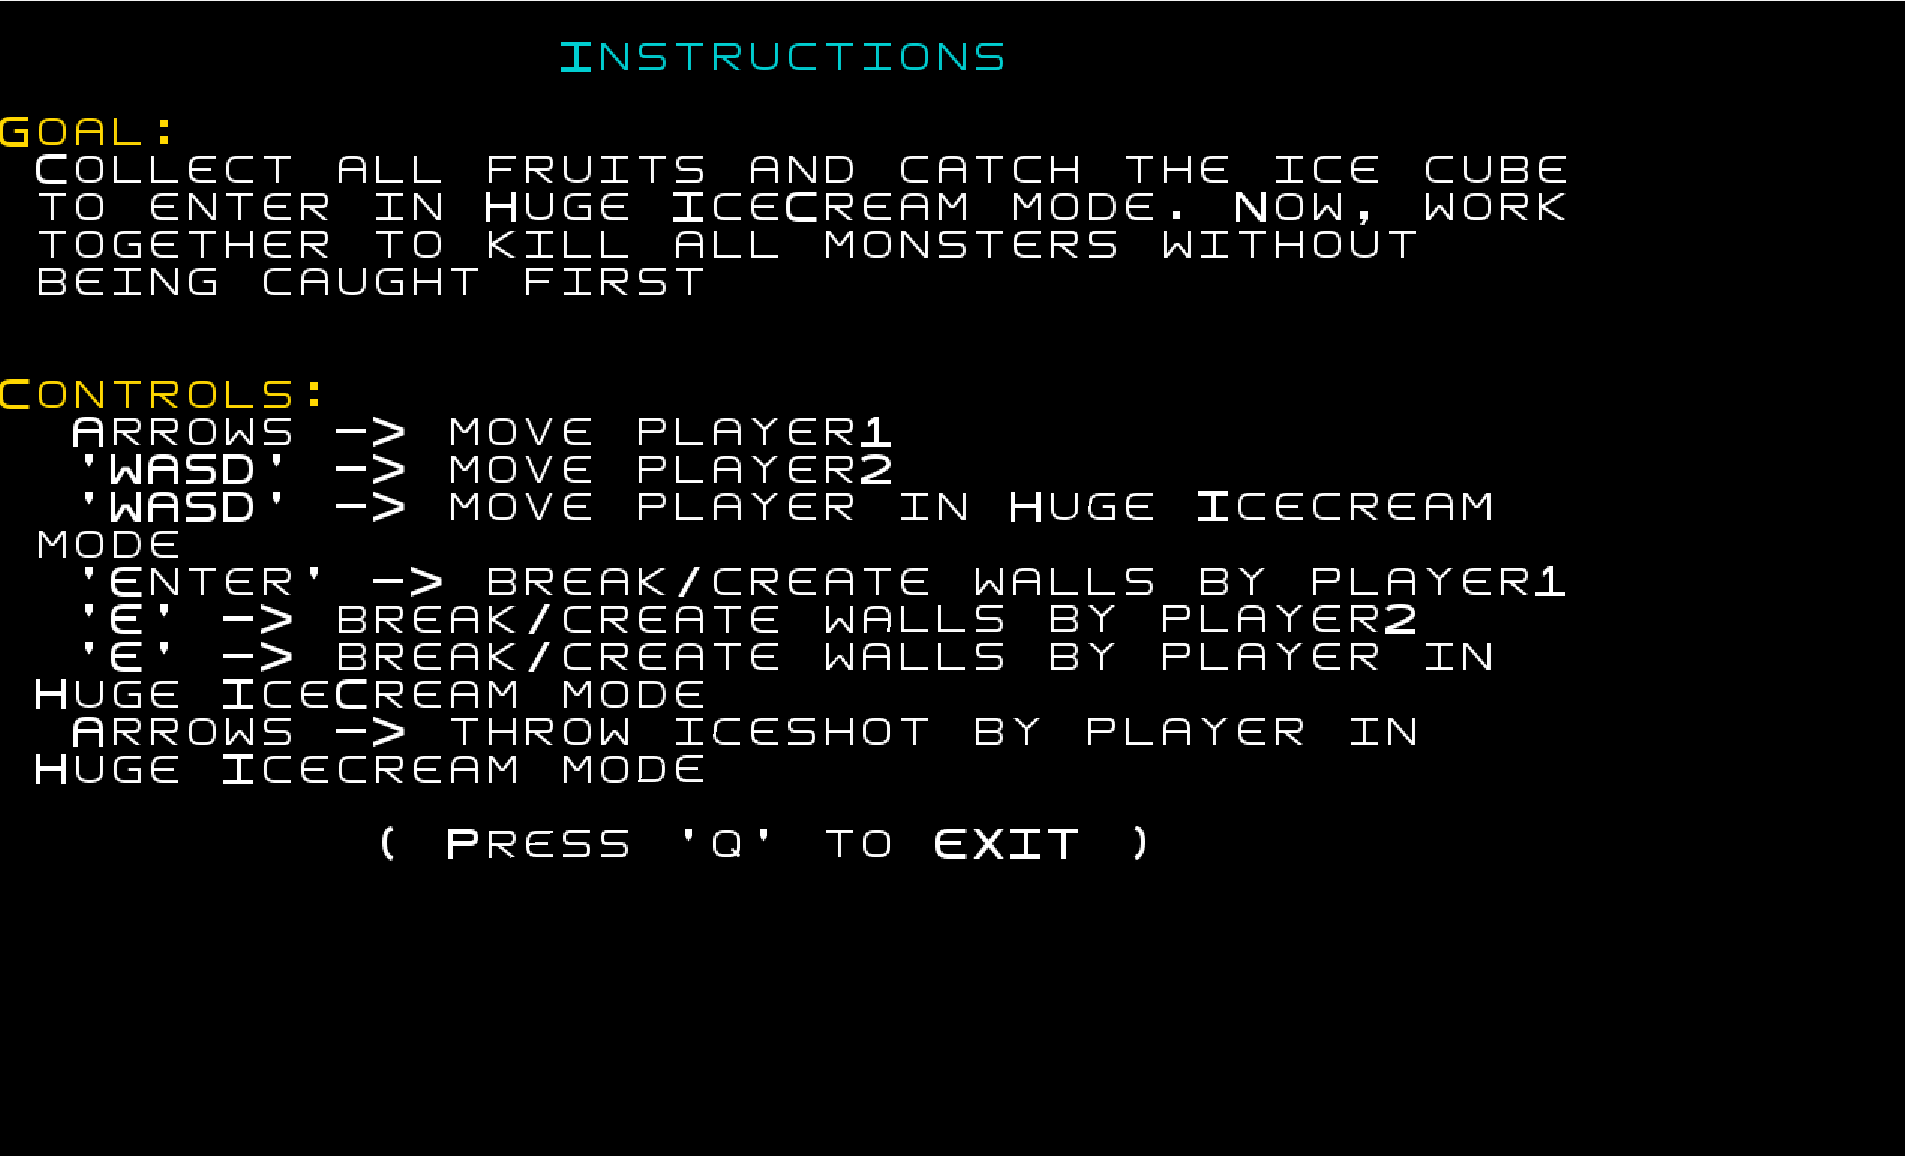 Instructions
Goal:
Collect all fruits and catch the ice cube
to enter in Huge IceCream mode. Now, work
together to kill all monsters without
being caught first
Controls:
Arrows -> move player1
'WASD' -> move player2
'WASD' -> move player in Huge Icecream
mode
'Enter' -> break/create walls by player1
'E' -> break/create walls by player2
'E' -> break/create walls by player in
Huge IceCream mode
Arrows -> throw iceshot by player in
Huge Icecream mode
( Press 'q' to EXIT )